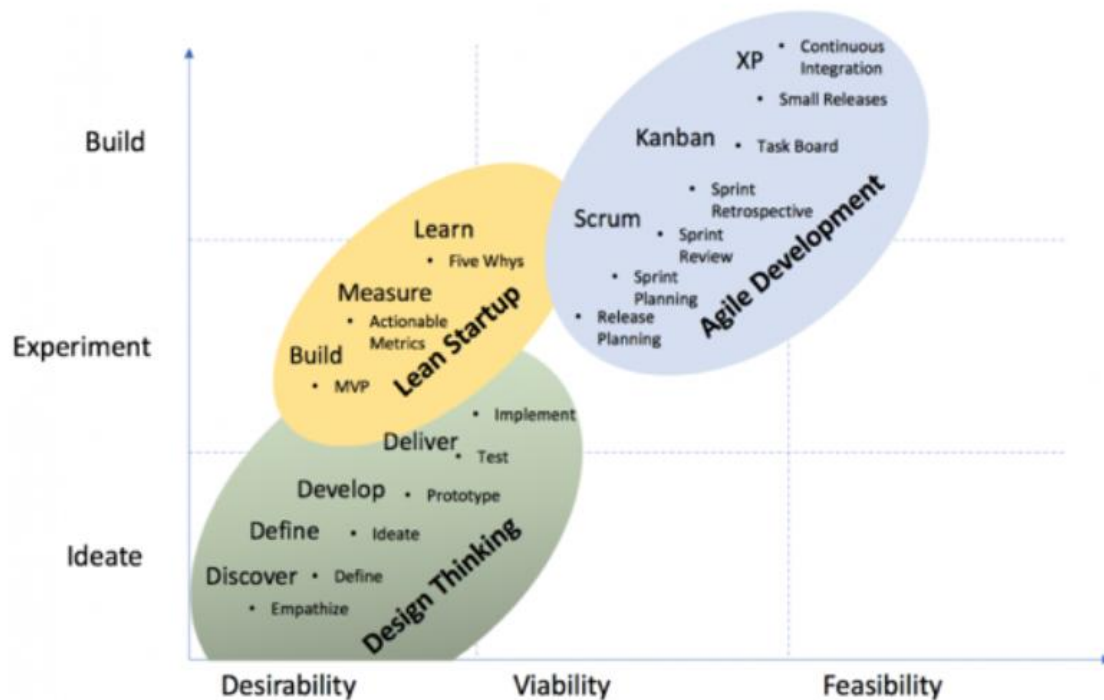 Build
Experiment
Ideate
XP
Continuous
Integration
Small Releases
Kanban
Task Board
Sprint
Retrospective
Scrum
Sprint
Review
Sprint
Planning
Release
Planning
Agile Development
Learn
Five Whys
Measure
Actionable
Metrics
Build
MVP
Lean Startup
Implement
Deliver
Test
Develop
Prototype
Define
Ideate
Discover
Define
Empathize
Design Thinking
Desirability
Viability
Feasibility